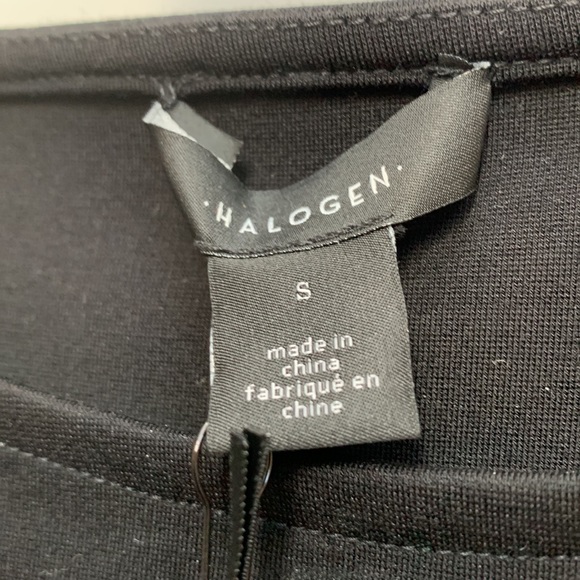 ·HALOGEN·
S
made in
china
fabriqué en
chine